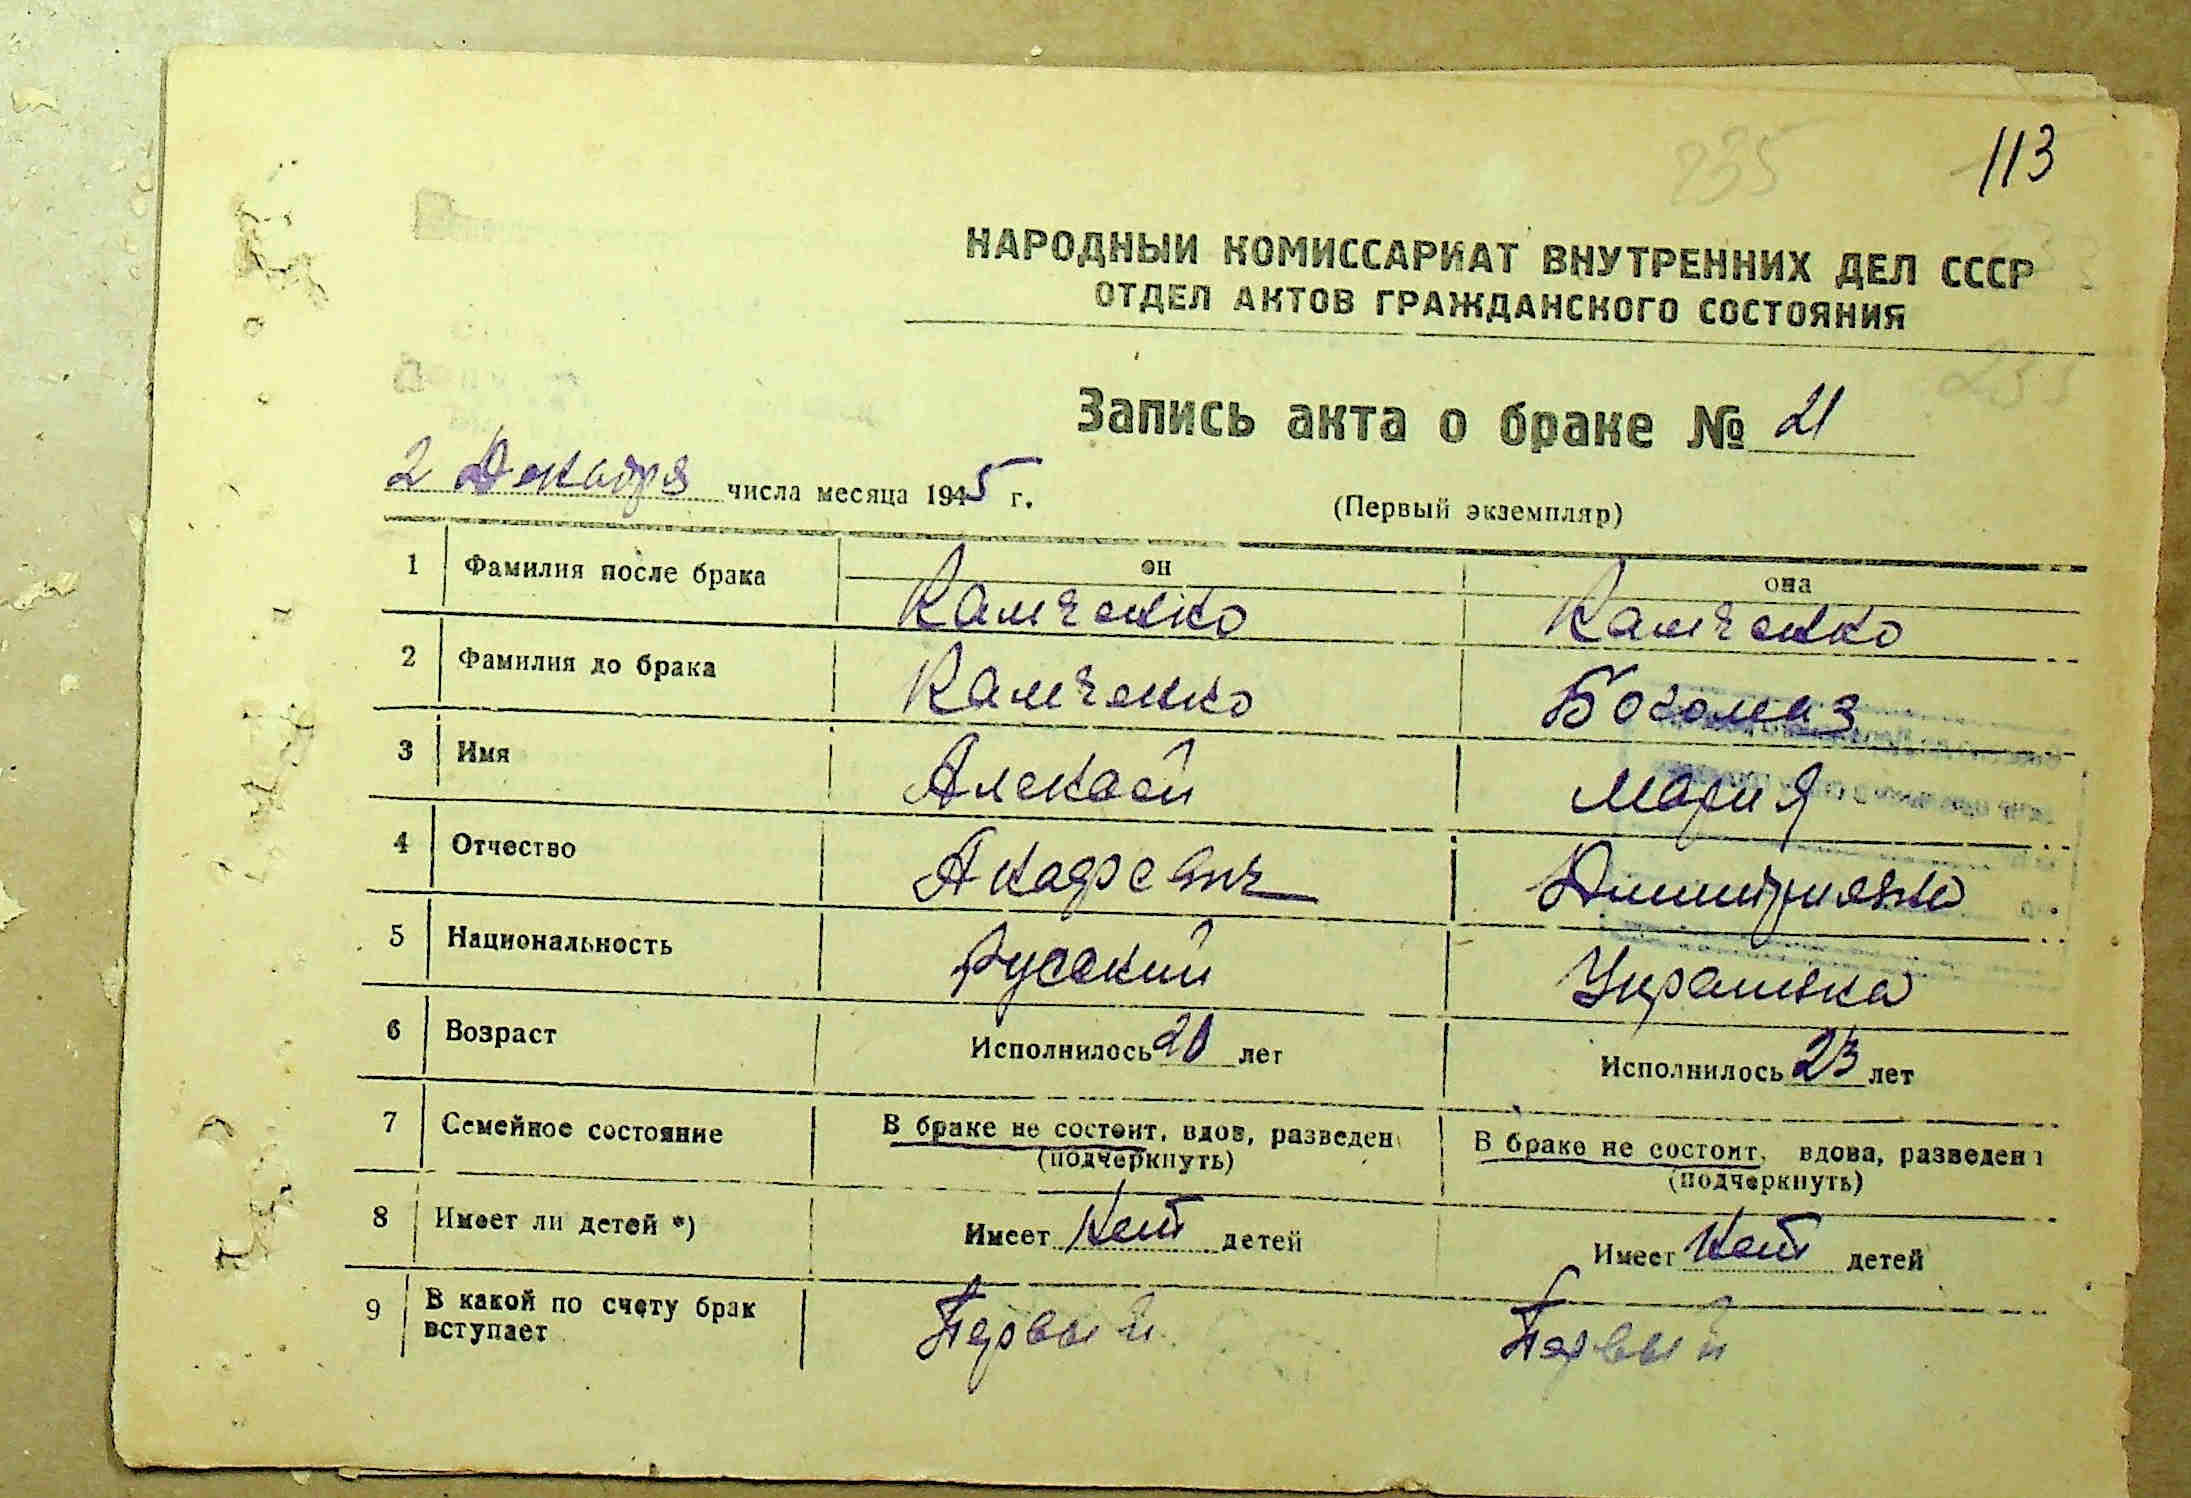 113
НАРОДНЫЙ КОМИССАРИАТ ВНУТРЕННИХ ДЕЛ СССР
ОТДЕЛ АКТОВ ГРАЖДАНСКОГО СОСТОЯНИЯ
Запись акта о браке № 21
2 Декабря числа месяца 1945 г.
(Первый экземпляр)
1 Фамилия после брака он Камченко она Камченко
2 Фамилия до брака Камченко Богомаз
3 Имя Алексей Мария
4 Отчество Мария
5 Национальность Русский Украинка
6 Возраст Исполнилось 20 лет Исполнилось 23 лет
7 Семейное состояние В браке не состоит, вдов, разведен В браке не состоит, вдова, разведен
(подчеркнуть) (подчеркнуть)
8 Имеет ли детей *) Имеет Нет детей Имеет Нет детей
9 В какой по счету брак Первый Первый
вступает